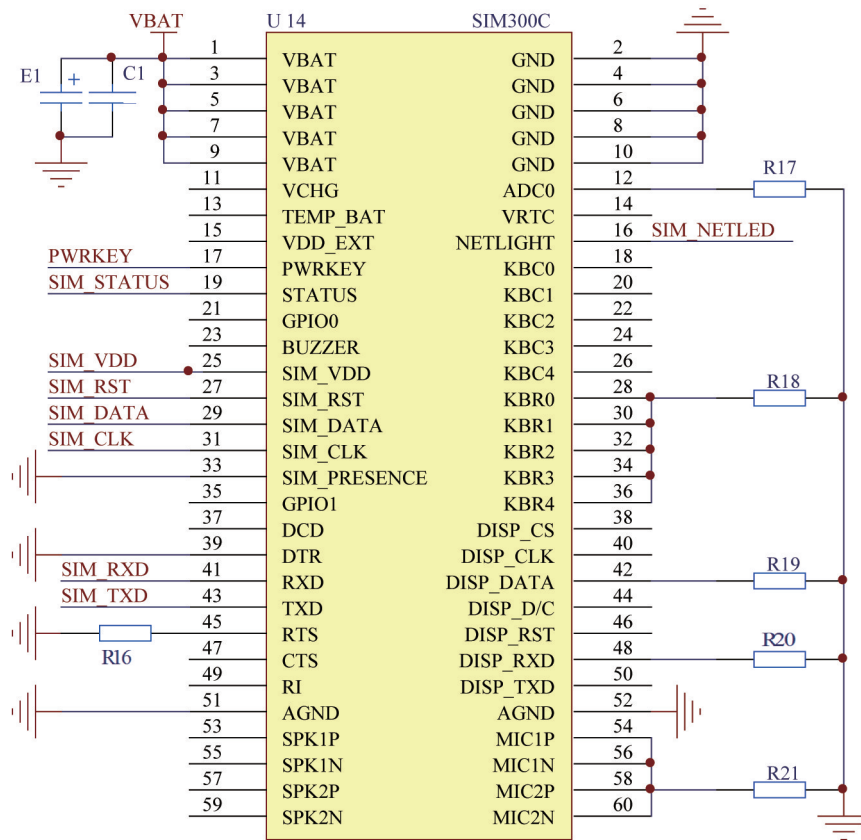 VBAT U 14 SIM300C
1 VBAT GND 2
E1 + C1
3 VBAT GND 4
5 VBAT GND 6
7 VBAT GND 8
9 VBAT GND 10
11 VCHG ADC0 12 R17
13 TEMP_BAT VRTC 14
15 VDD_EXT NETLIGHT 16 SIM_NETLED
PWRKEY 17 PWRKEY KBC0 18
SIM_STATUS 19 STATUS KBC1 20
21 GPIO0 KBC2 22
23 BUZZER KBC3 24
SIM_VDD 25 SIM_VDD KBC4 26
SIM_RST 27 SIM_RST KBR0 28 R18
SIM_DATA 29 SIM_DATA KBR1 30
SIM_CLK 31 SIM_CLK KBR2 32
33 SIM_PRESENCE KBR3 34
35 GPIO1 KBR4 36
37 DCD DISP_CS 38
39 DTR DISP_CLK 40
SIM_RXD 41 RXD DISP_DATA 42 R19
SIM_TXD 43 TXD DISP_D/C 44
45 RTS DISP_RST 46
R16 47 CTS DISP_RXD 48 R20
49 RI DISP_TXD 50
51 AGND AGND 52
53 SPK1P MIC1P 54
55 SPK1N MIC1N 56
57 SPK2P MIC2P 58 R21
59 SPK2N MIC2N 60